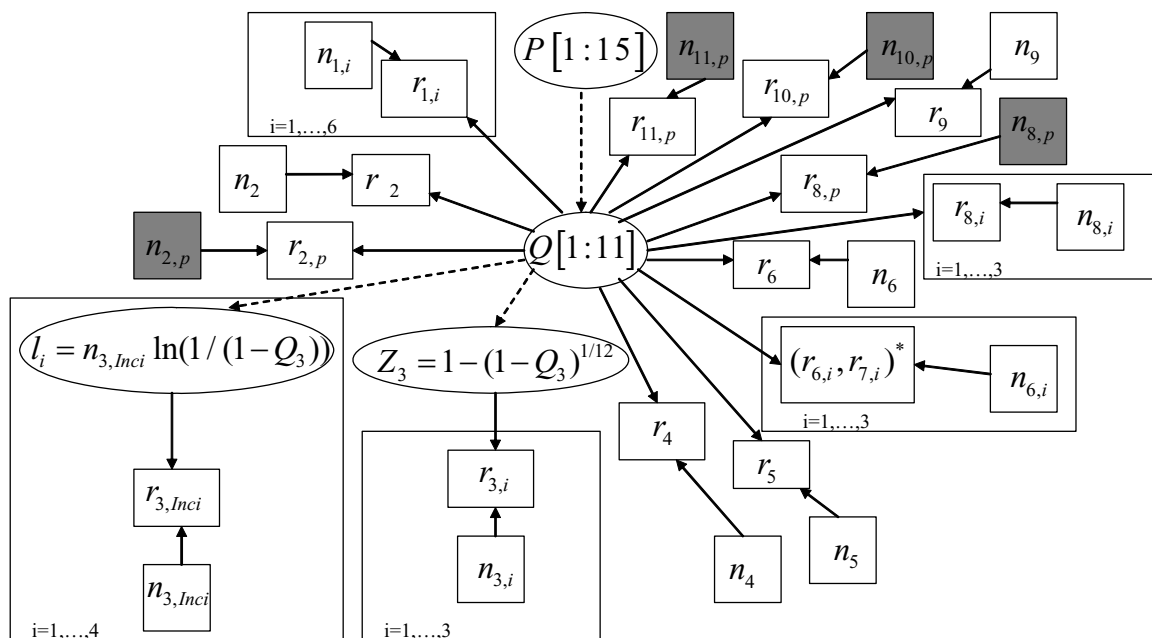 n_{1,i}
r_{1,i}
i=1,…,6
P[1:15]
n_{11,p}
r_{11,p}
r_{10,p}
n_{10,p}
n_9
r_9
n_{8,p}
r_{8,p}
n_2
r_2
n_{2,p}
r_{2,p}
Q[1:11]
r_{8,i}
n_{8,i}
i=1,…,3
r_6
n_6
l_i = n_{3,Inci} ln(1/(1-Q_3))
r_{3,Inci}
n_{3,Inci}
i=1,…,4
Z_3 = 1-(1-Q_3)^{1/12}
r_{3,i}
n_{3,i}
i=1,…,3
(r_{6,i}, r_{7,i})^*
n_{6,i}
i=1,…,3
r_4
n_4
r_5
n_5